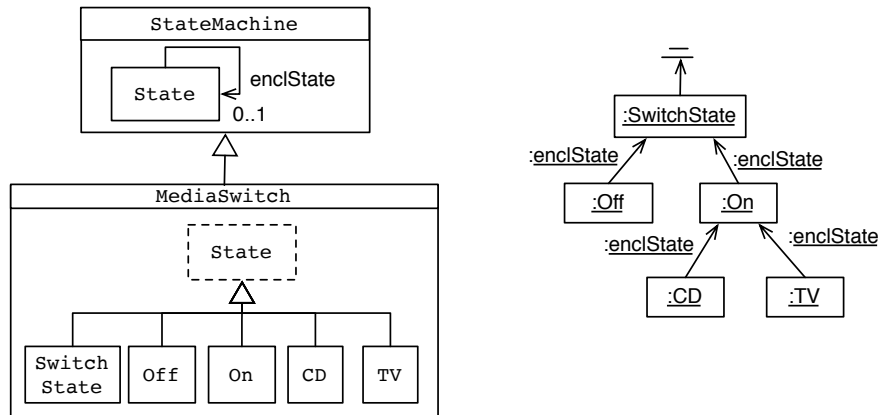 StateMachine
State
enclState
0..1
MediaSwitch
State
Switch
State
Off
On
CD
TV
:SwitchState
:enclState
:enclState
:Off
:On
:enclState
:enclState
:CD
:TV